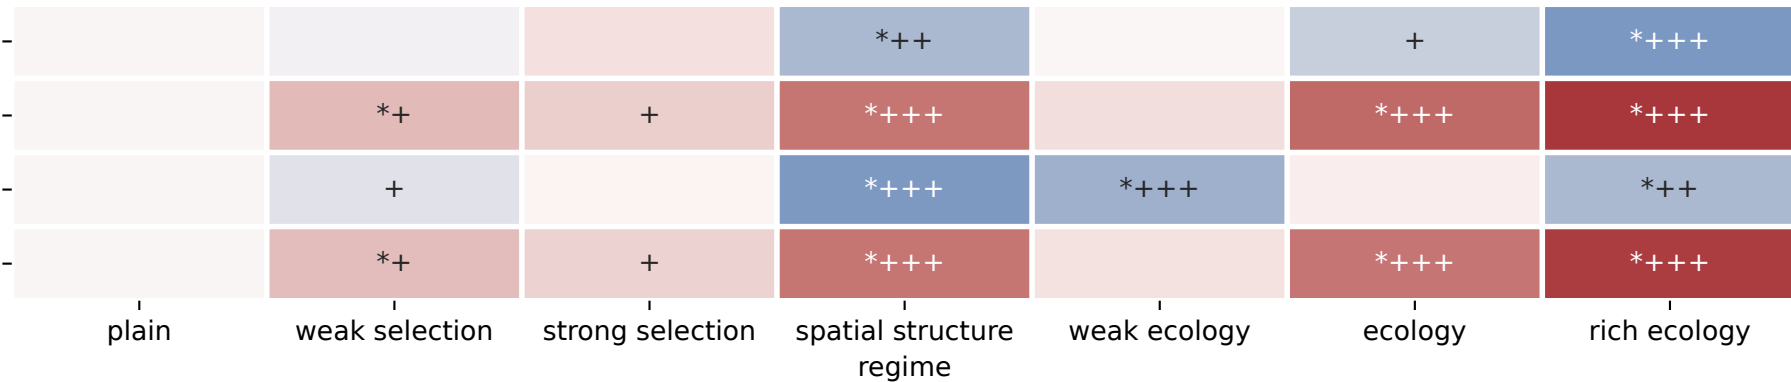 *++ + *+++
*+ + *+++ *+++ *+++
+ *+++ *+++ *++
*+ + *+++ *+++ *+++
plain weak selection strong selection spatial structure weak ecology ecology rich ecology
regime